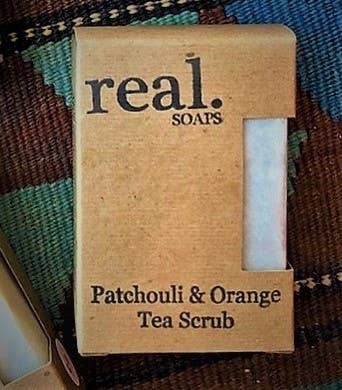 real.
SOAPS
Patchouli & Orange
Tea Scrub